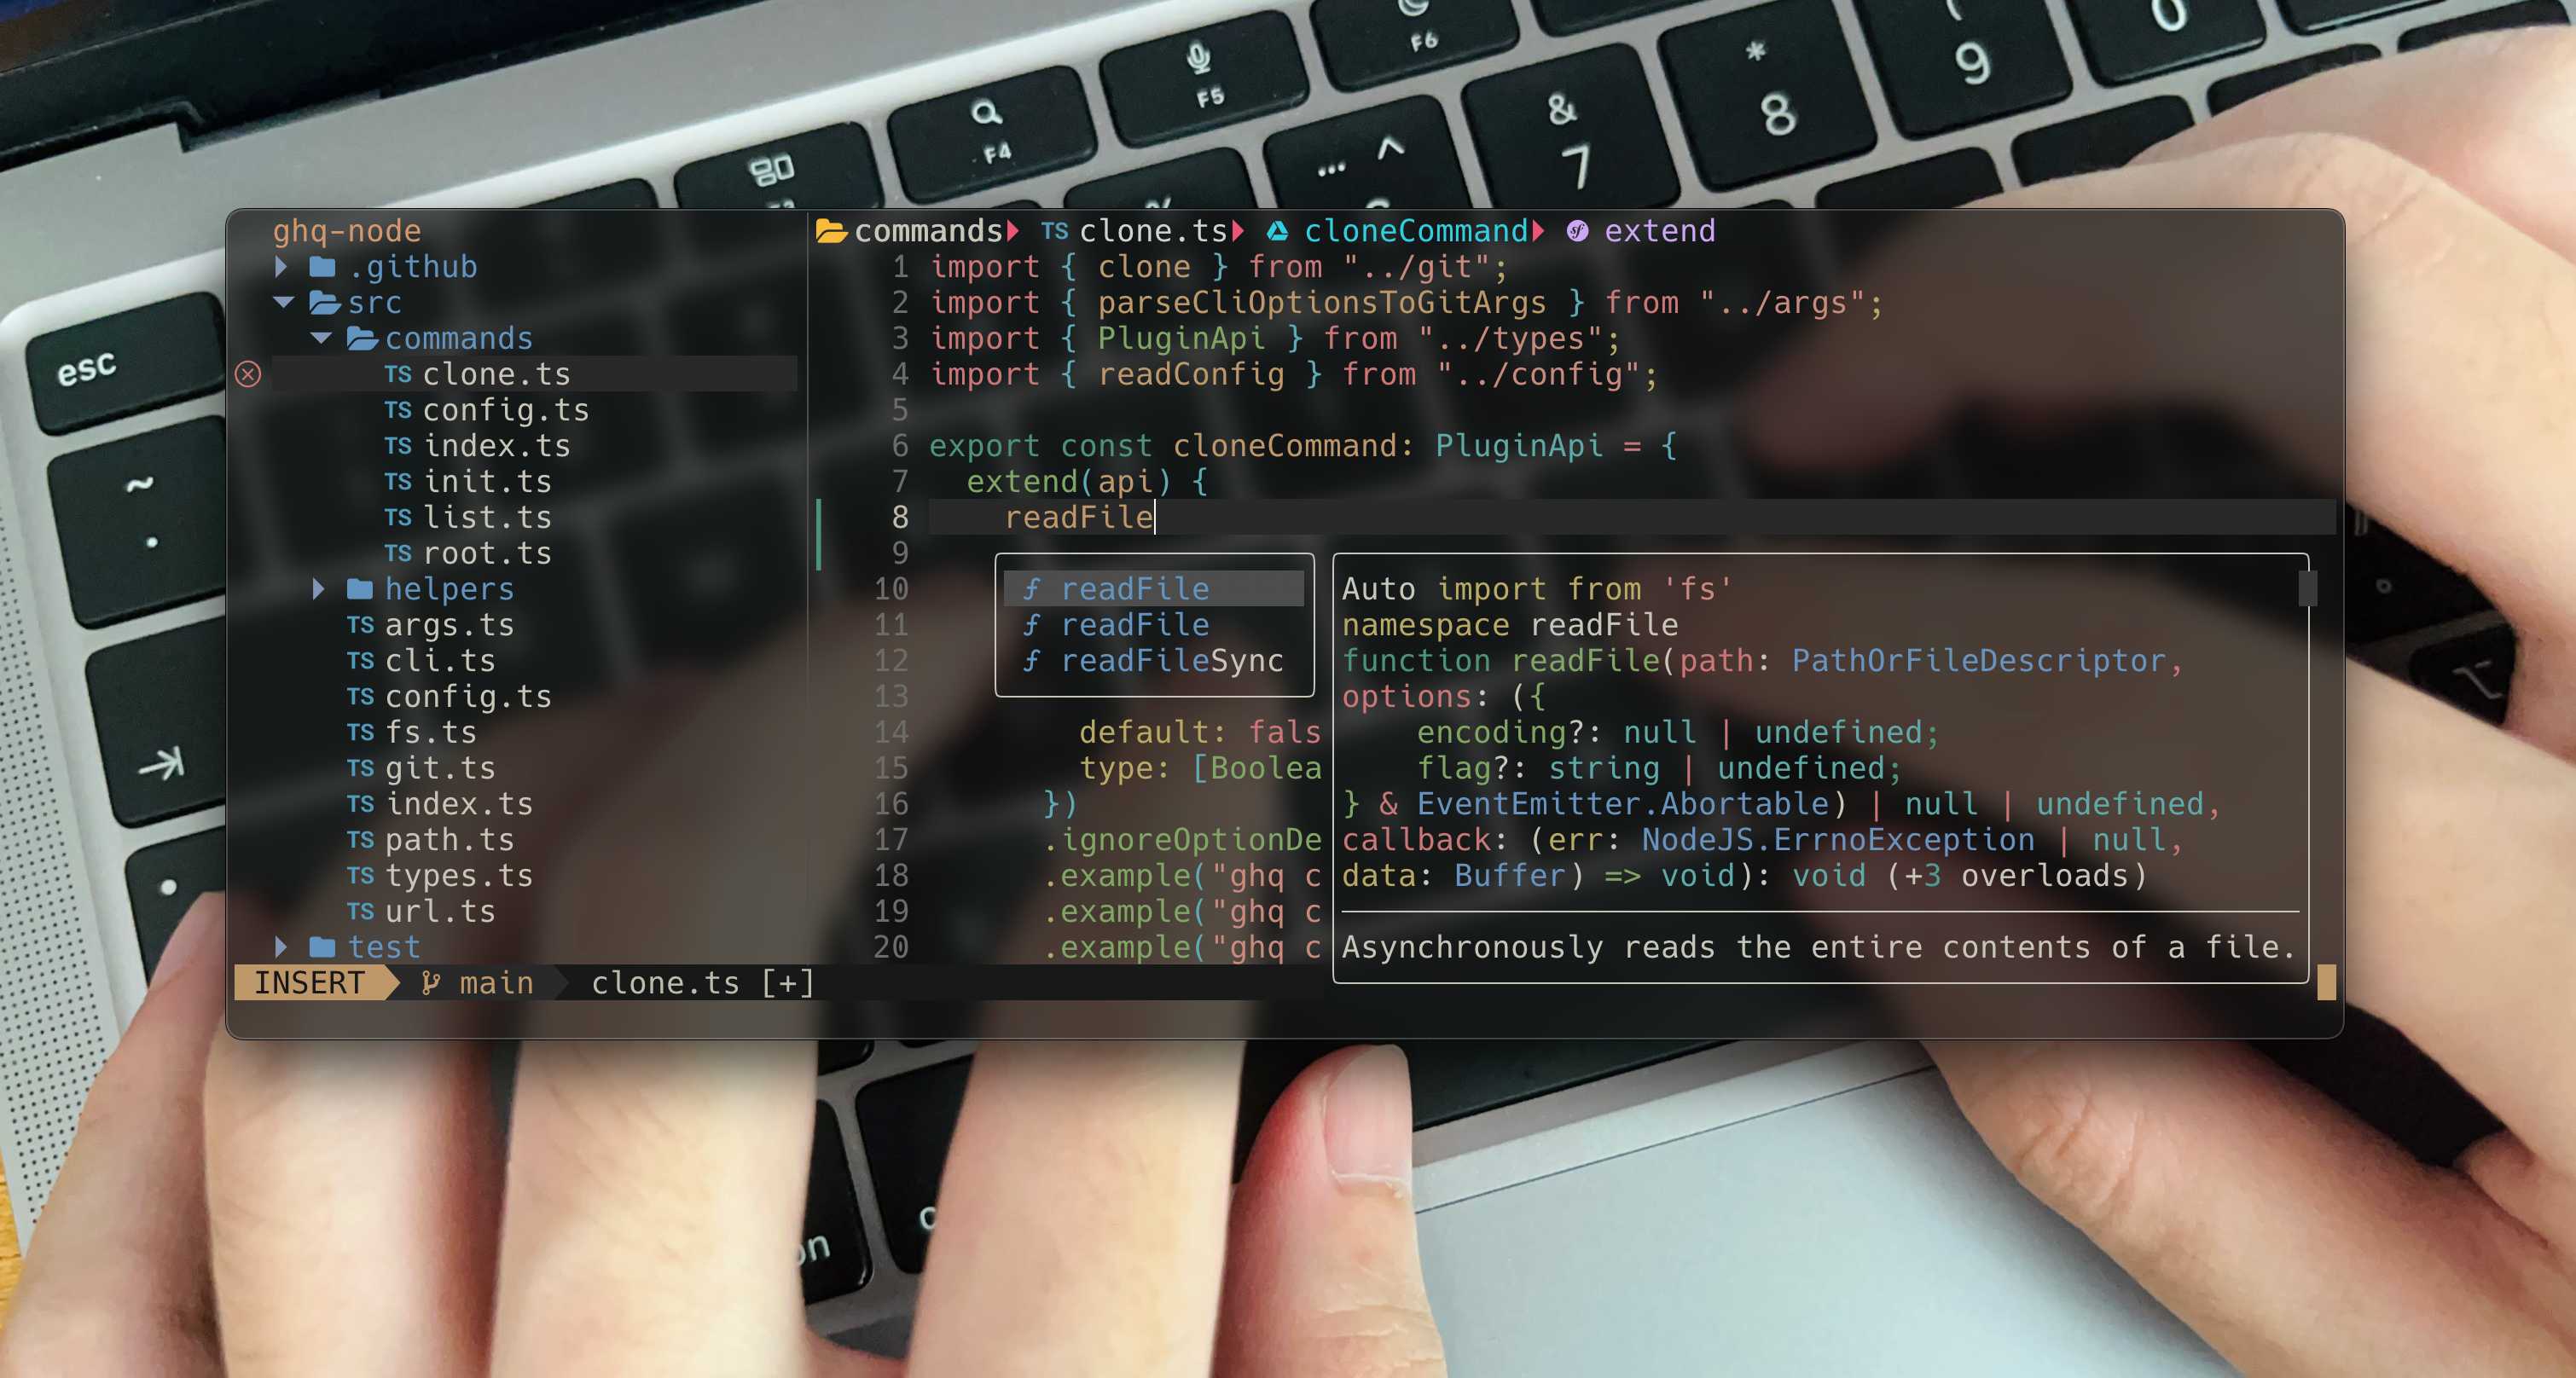 F6
F5
F4
0
9
*
8
&
7
^
esc
~
ghq-node
.github
src
commands
TS clone.ts
TS config.ts
TS index.ts
TS init.ts
TS list.ts
TS root.ts
helpers
TS args.ts
TS cli.ts
TS config.ts
TS fs.ts
TS git.ts
TS index.ts
TS path.ts
TS types.ts
TS url.ts
test
commands TS clone.ts cloneCommand extend
1 import { clone } from "../git";
2 import { parseCliOptionsToGitArgs } from "../args";
3 import { PluginApi } from "../types";
4 import { readConfig } from "../config";
5
6 export const cloneCommand: PluginApi = {
7 extend(api) {
8 readFile
9
10
11
12
13
14 default: fals
15 type: [Boolea
16 })
17 .ignoreOptionDe
18 .example("ghq c
19 .example("ghq c
20 .example("ghq c
ƒ readFile
ƒ readFile
ƒ readFileSync
Auto import from 'fs'
namespace readFile
function readFile(path: PathOrFileDescriptor,
options: ({
encoding?: null | undefined;
flag?: string | undefined;
} & EventEmitter.Abortable) | null | undefined,
callback: (err: NodeJS.ErrnoException | null,
data: Buffer) => void): void (+3 overloads)
Asynchronously reads the entire contents of a file.
INSERT main clone.ts [+]